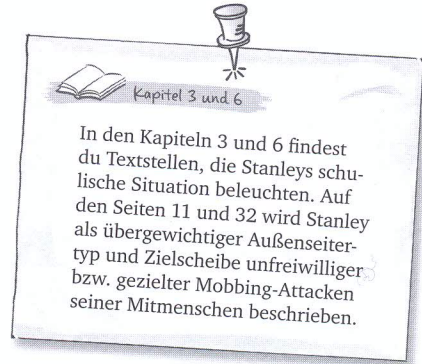 Kapitel 3 und 6
In den Kapiteln 3 und 6 findest
du Textstellen, die Stanleys schu-
lische Situation beleuchten. Auf
den Seiten 11 und 32 wird Stanley
als übergewichtiger Außenseiter-
typ und Zielscheibe unfreiwilliger
bzw. gezielter Mobbing-Attacken
seiner Mitmenschen beschrieben.